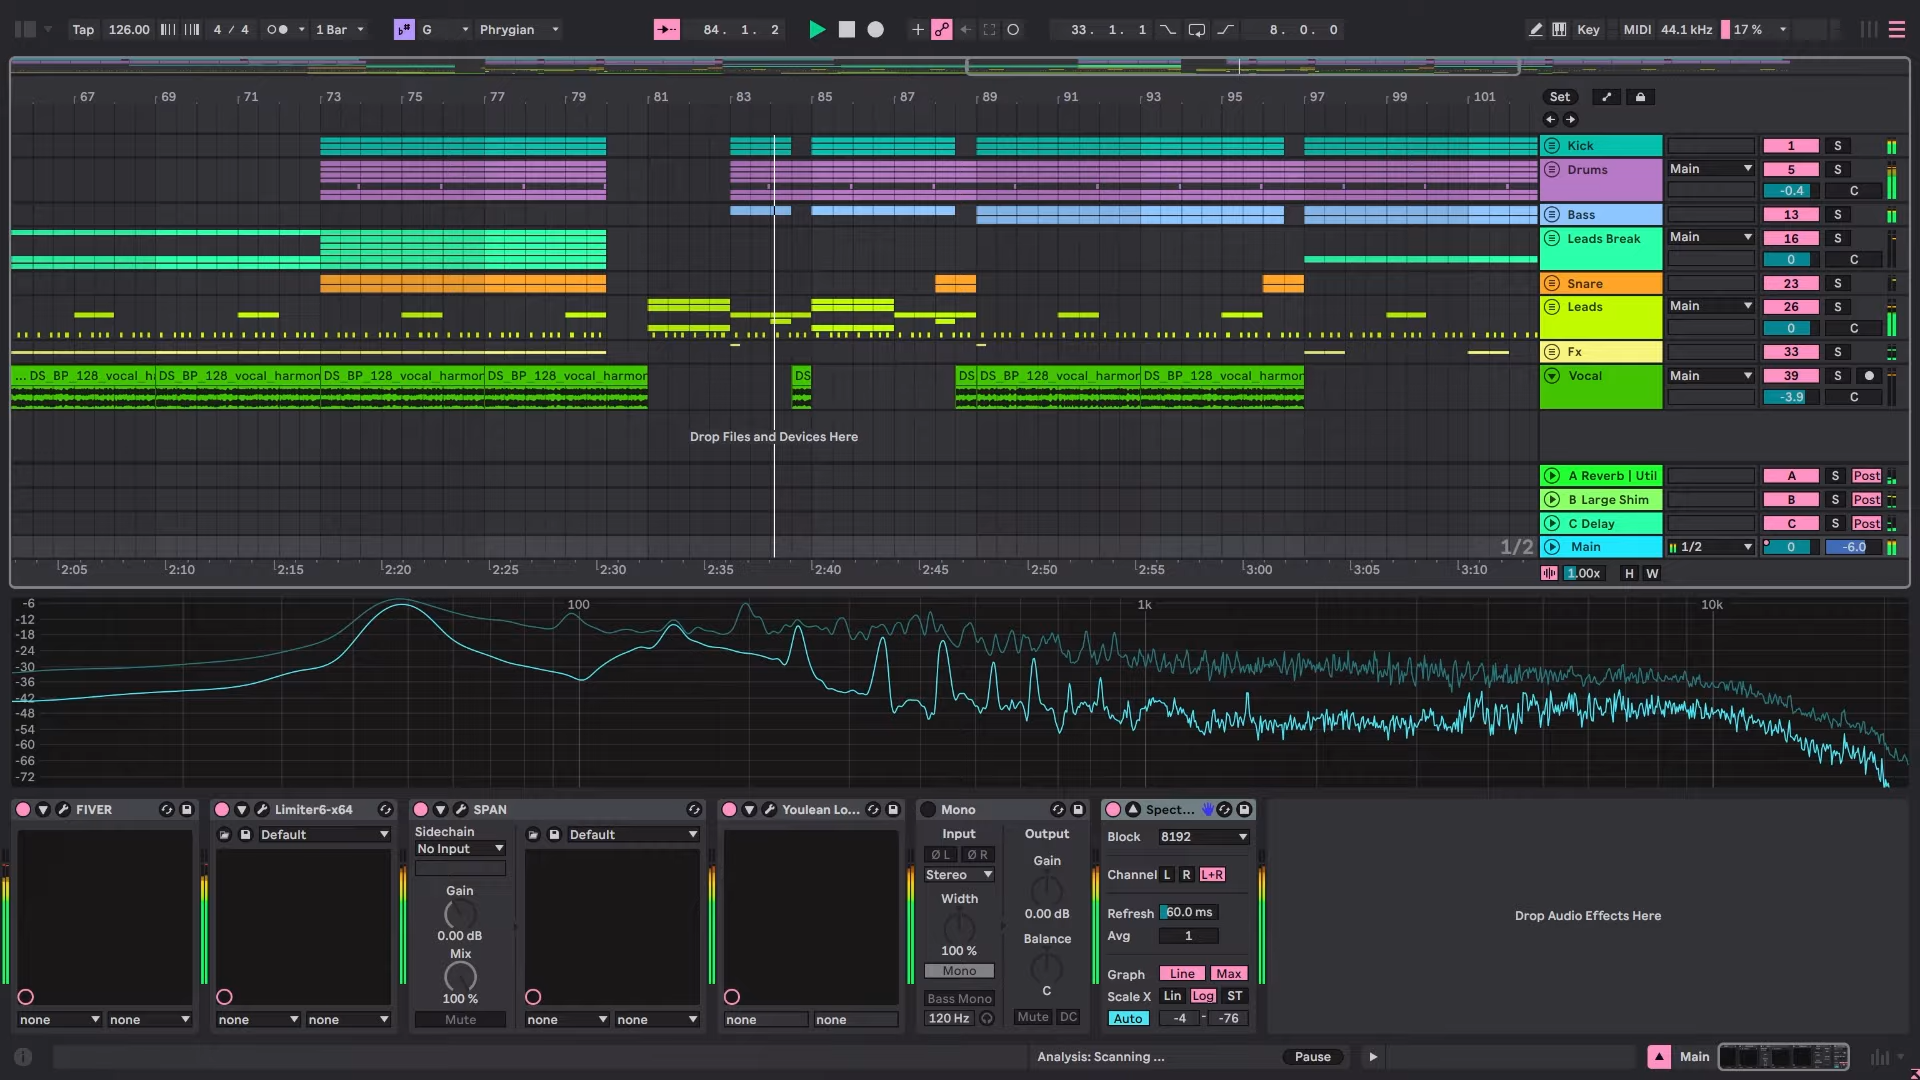 Tap 126.00 4 / 4 1 Bar G Phrygian 84. 1. 2 33. 1. 1 8. 0. 0 Key MIDI 44.1 kHz 17 %
67 69 71 73 75 77 79 81 83 85 87 89 91 93 95 97 99 101 Set
Kick 1 S
Drums Main 5 S
-0.4 C
Bass 13 S
Leads Break Main 16 S
0 C
Snare 23 S
Leads Main 26 S
0 C
Fx 33 S
... DS_BP_128_vocal_ha DS_BP_128_vocal_harmon DS_BP_128_vocal_harmon DS_BP_128_vocal_harmon DS DS DS_BP_128_vocal_harmon DS_BP_128_vocal_harmon Vocal Main 39 S
-3.9 C
Drop Files and Devices Here
A Reverb | Util A S Post
B Large Shim B S Post
C Delay C S Post
1/2 Main 1/2 0 -6.0
2:05 2:10 2:15 2:20 2:25 2:30 2:35 2:40 2:45 2:50 2:55 3:00 3:05 3:10 1.00x H W
-6 100 1k 10k
-12
-18
-24
-30
-36
-42
-48
-54
-60
-66
-72
FIVER Limiter6-x64 SPAN Youlean Lo... Mono Spect...
Default Sidechain Default Input Output Block 8192
No Input Ø L Ø R
Gain Stereo Gain Channel L R L+R
0.00 dB Width 0.00 dB Refresh 60.0 ms
Mix 100 % Balance Avg 1
100 % Mono C Graph Line Max
Bass Mono Scale X Lin Log ST
none none none none Mute none none none none 120 Hz Mute DC Auto -4 - -76
Drop Audio Effects Here
Analysis: Scanning ... Pause Main